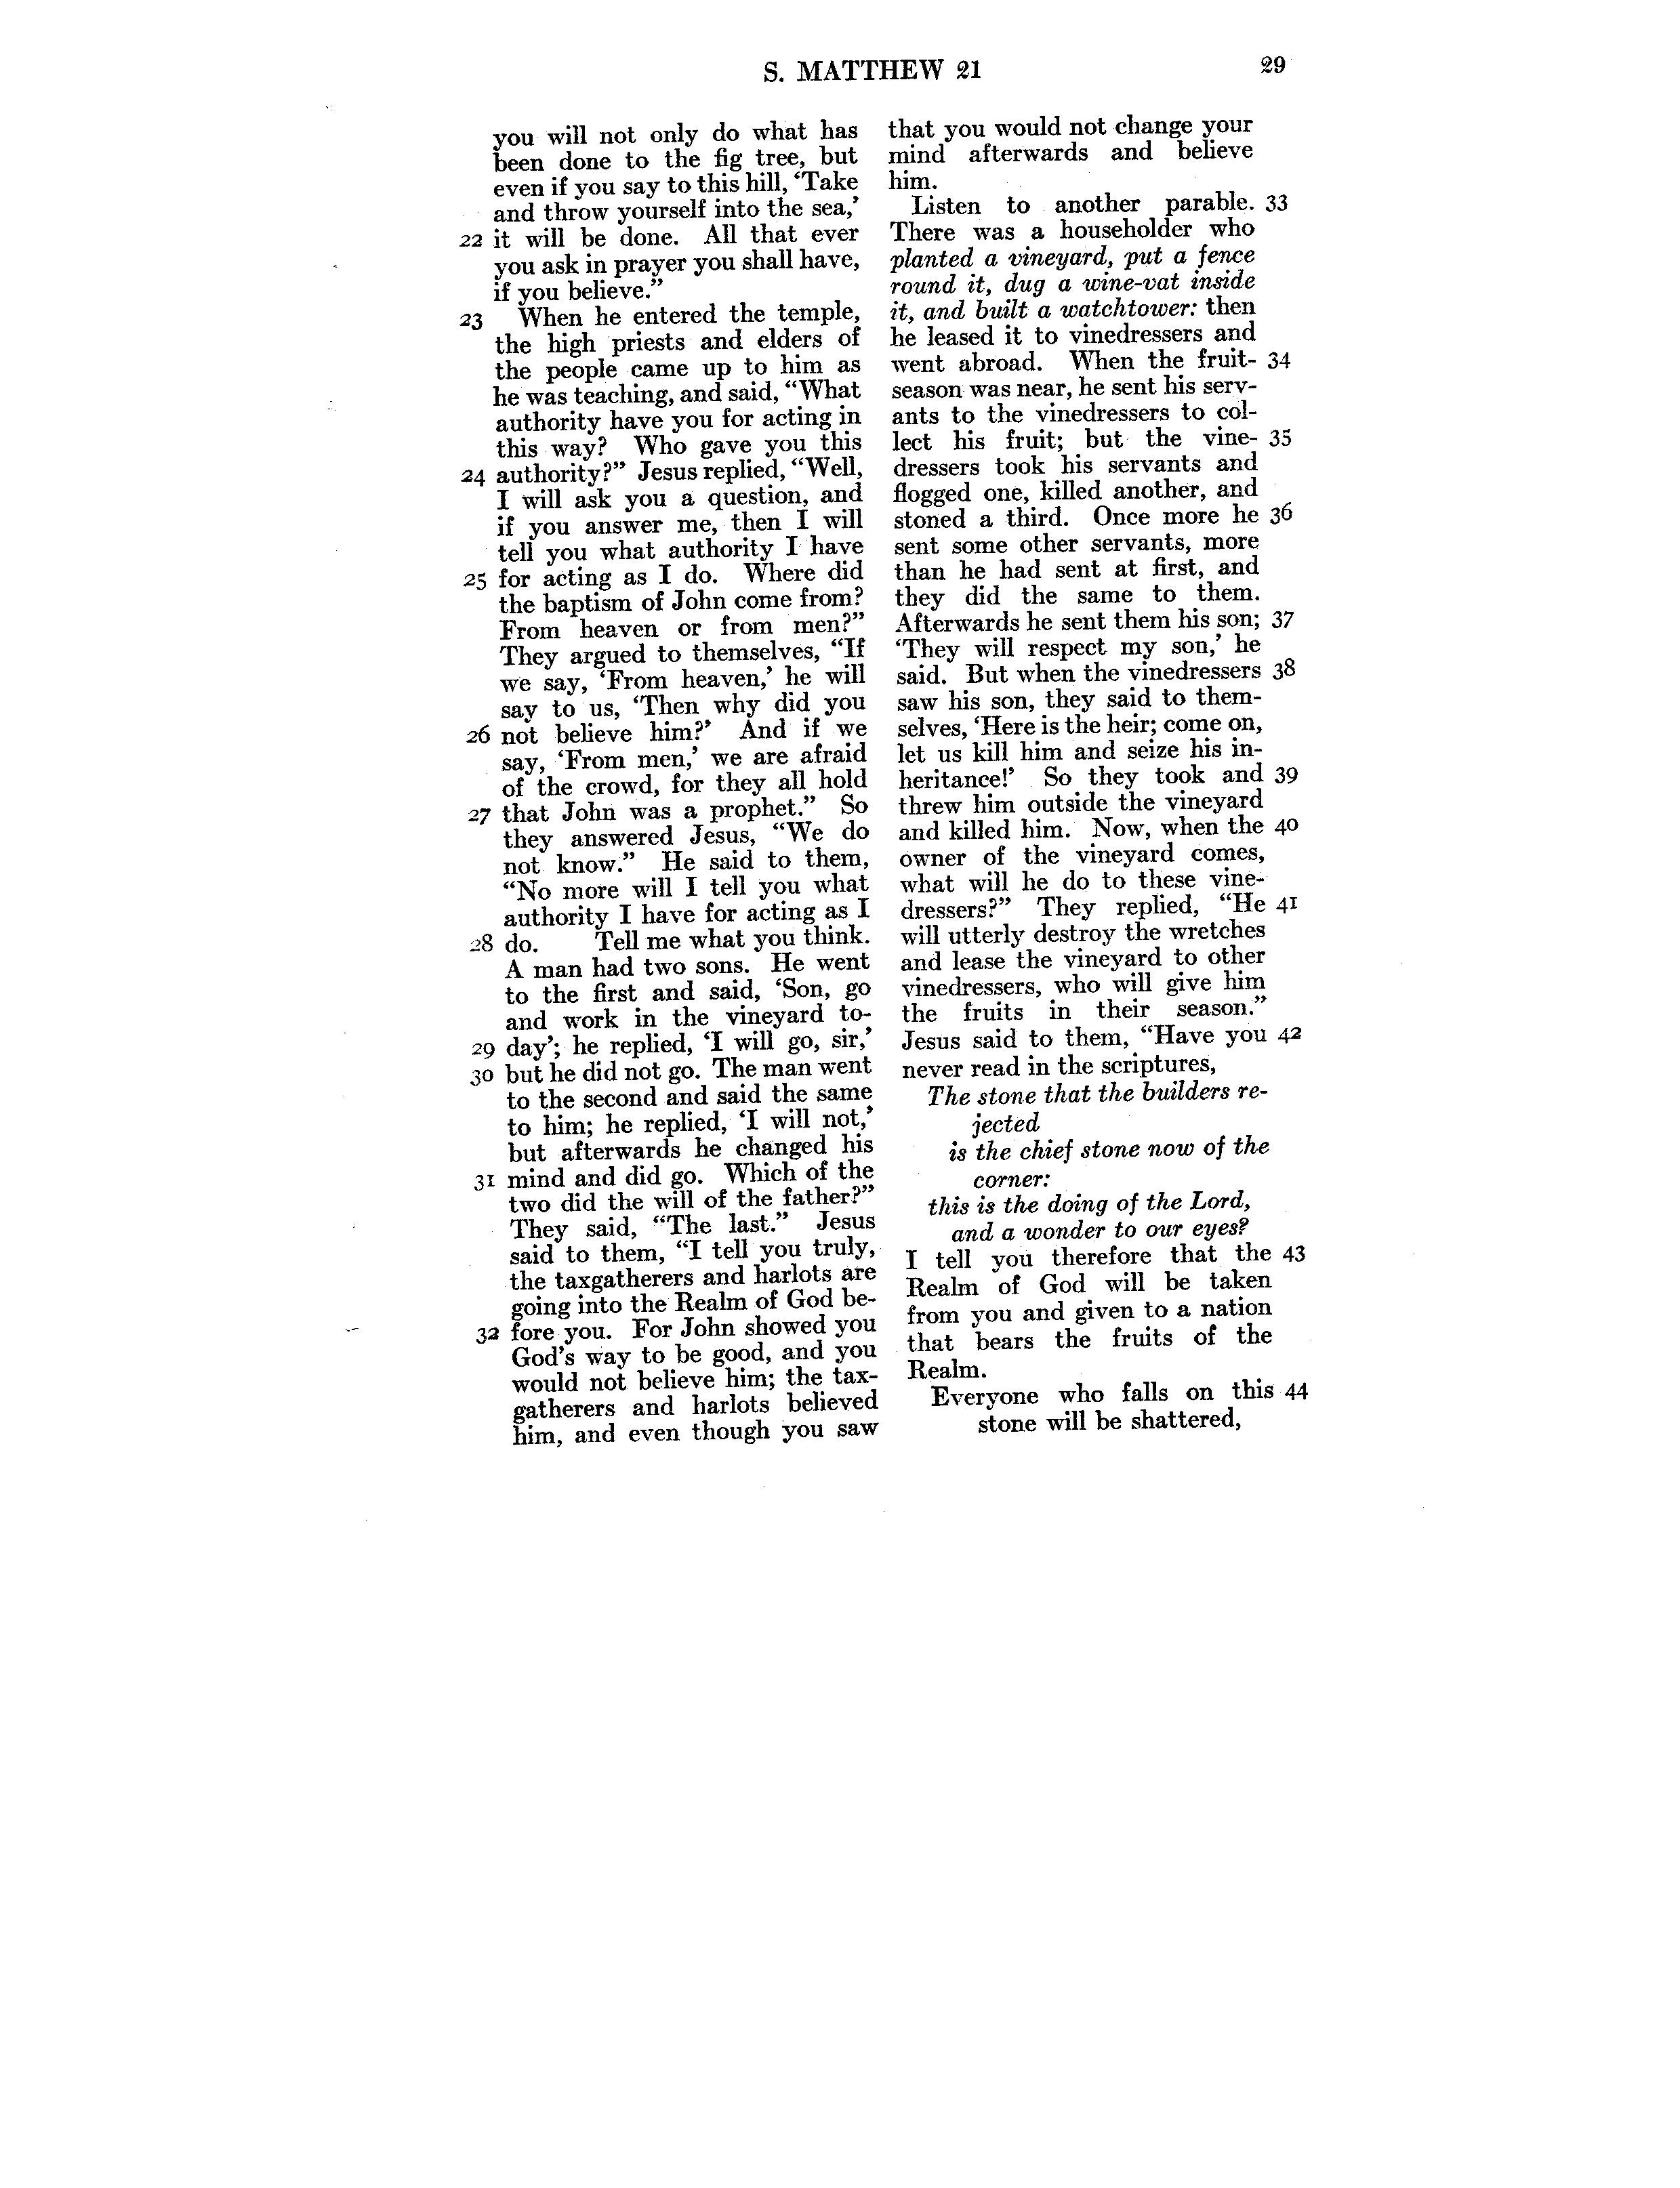 S. MATTHEW 21
29
you will not only do what has
been done to the fig tree, but
even if you say to this hill, ‘Take
and throw yourself into the sea,’
22 it will be done. All that ever
you ask in prayer you shall have,
if you believe.”
23 When he entered the temple,
the high priests and elders of
the people came up to him as
he was teaching, and said, “What
authority have you for acting in
this way? Who gave you this
24 authority?” Jesus replied, “Well,
I will ask you a question, and
if you answer me, then I will
tell you what authority I have
25 for acting as I do. Where did
the baptism of John come from?
From heaven or from men?”
They argued to themselves, “If
we say, ‘From heaven,’ he will
say to us, ‘Then why did you
26 not believe him?’ And if we
say, ‘From men,’ we are afraid
of the crowd, for they all hold
27 that John was a prophet.” So
they answered Jesus, “We do
not know.” He said to them,
“No more will I tell you what
authority I have for acting as I
28 do. Tell me what you think.
A man had two sons. He went
to the first and said, ‘Son, go
and work in the vineyard to-
29 day’; he replied, ‘I will go, sir,’
30 but he did not go. The man went
to the second and said the same
to him; he replied, ‘I will not,’
but afterwards he changed his
31 mind and did go. Which of the
two did the will of the father?”
They said, “The last.” Jesus
said to them, “I tell you truly,
the taxgatherers and harlots are
going into the Realm of God be-
32 fore you. For John showed you
God’s way to be good, and you
would not believe him; the tax-
gatherers and harlots believed
him, and even though you saw
that you would not change your
mind afterwards and believe
him.
Listen to another parable. 33
There was a householder who
planted a vineyard, put a fence
round it, dug a wine-vat inside
it, and built a watchtower: then
he leased it to vinedressers and
went abroad. When the fruit- 34
season was near, he sent his serv-
ants to the vinedressers to col-
lect his fruit; but the vine- 35
dressers took his servants and
flogged one, killed another, and
stoned a third. Once more he 36
sent some other servants, more
than he had sent at first, and
they did the same to them.
Afterwards he sent them his son; 37
‘They will respect my son,’ he
said. But when the vinedressers 38
saw his son, they said to them-
selves, ‘Here is the heir; come on,
let us kill him and seize his in-
heritance!’ So they took and 39
threw him outside the vineyard
and killed him. Now, when the 40
owner of the vineyard comes,
what will he do to these vine-
dressers?” They replied, “He 41
will utterly destroy the wretches
and lease the vineyard to other
vinedressers, who will give him
the fruits in their season.”
Jesus said to them, “Have you 42
never read in the scriptures,
The stone that the builders re-
jected
is the chief stone now of the
corner:
this is the doing of the Lord,
and a wonder to our eyes?
I tell you therefore that the 43
Realm of God will be taken
from you and given to a nation
that bears the fruits of the
Realm.
Everyone who falls on this 44
stone will be shattered,